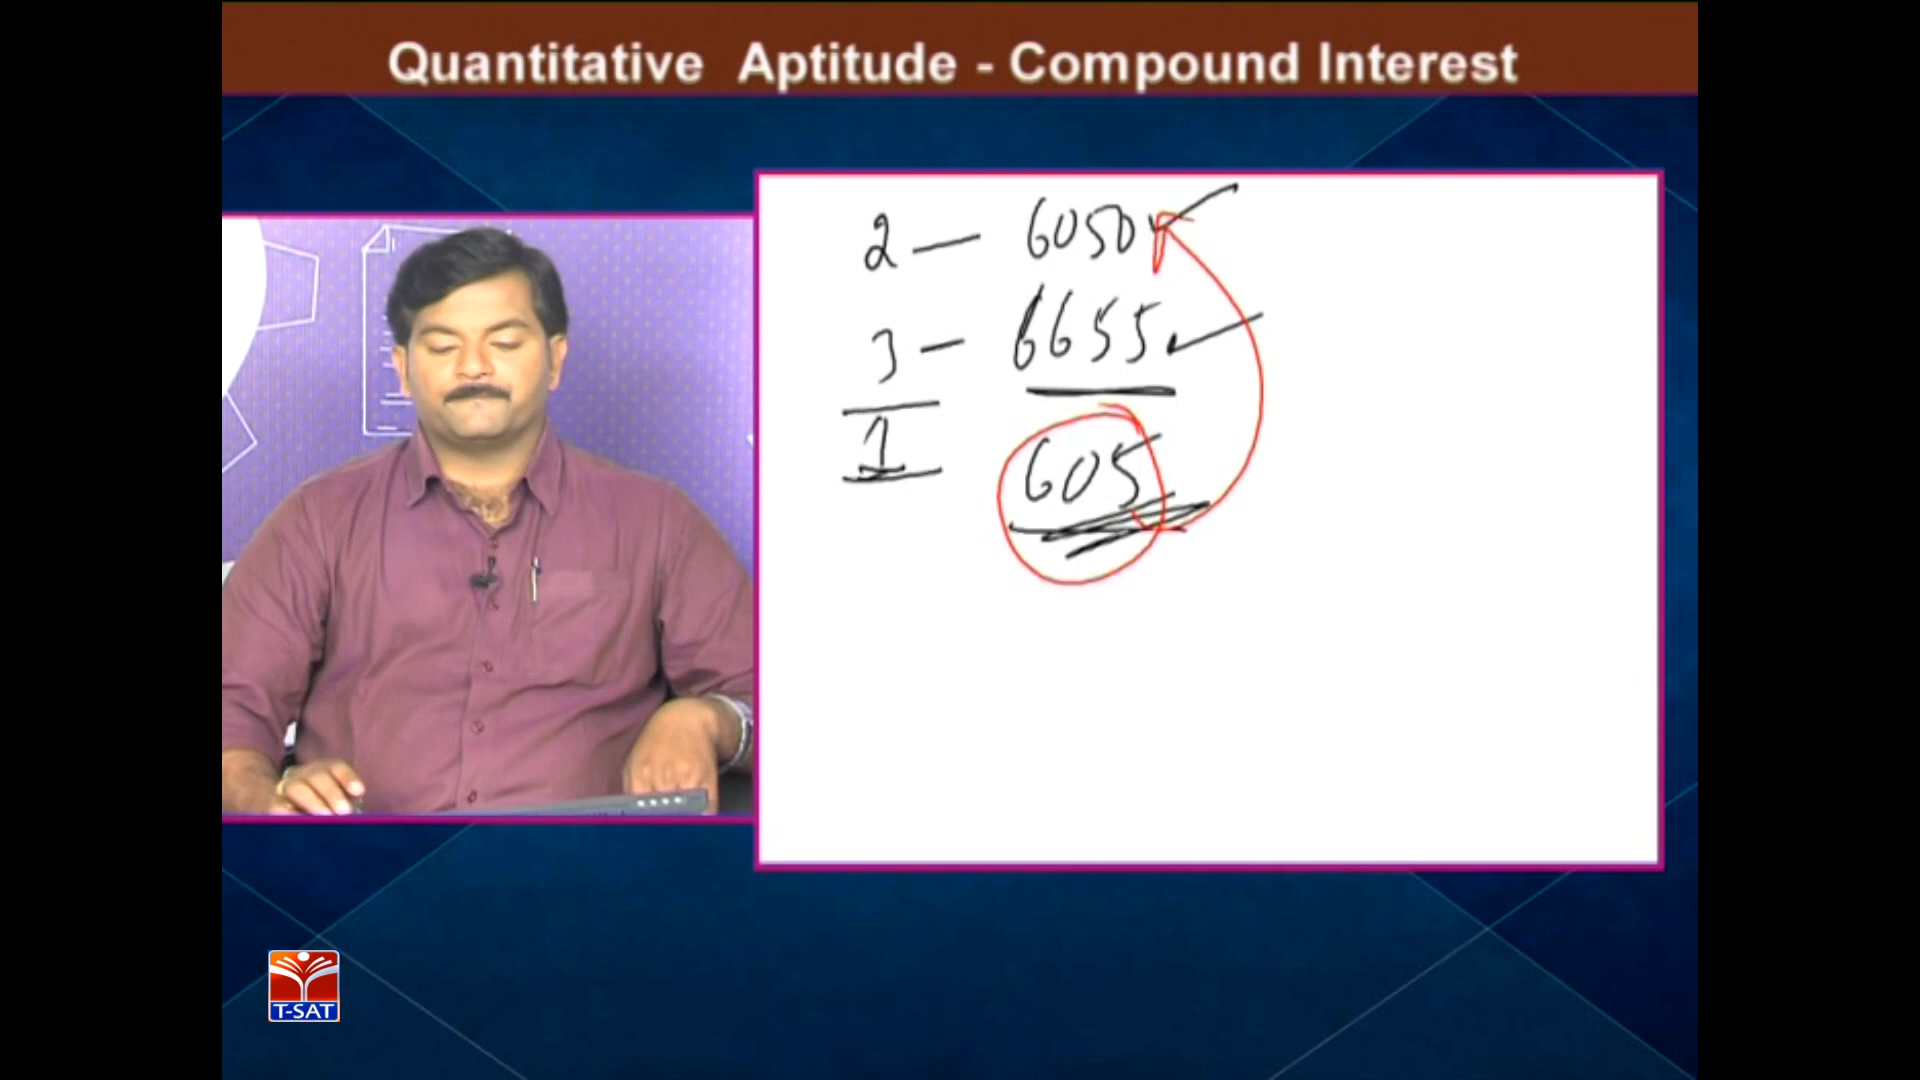 Quantitative Aptitude - Compound Interest
2 — 6050
3 — 6655
1 605
T-SAT